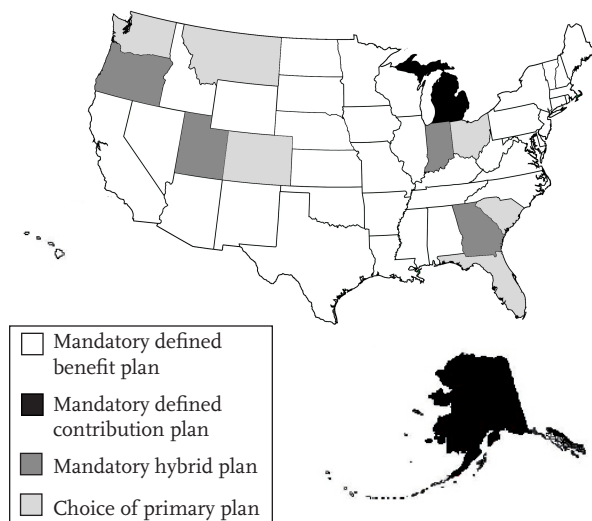 Mandatory defined
benefit plan
Mandatory defined
contribution plan
Mandatory hybrid plan
Choice of primary plan